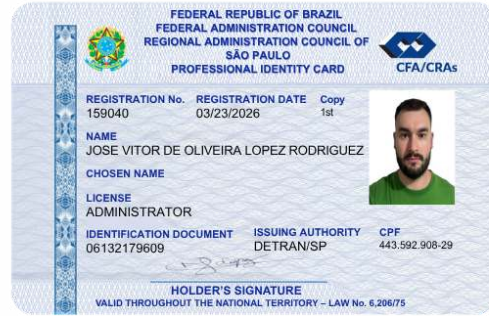 FEDERAL REPUBLIC OF BRAZIL
FEDERAL ADMINISTRATION COUNCIL
REGIONAL ADMINISTRATION COUNCIL OF
SÃO PAULO
PROFESSIONAL IDENTITY CARD
CFA/CRAs
REGISTRATION No. REGISTRATION DATE Copy
159040 03/23/2026 1st
NAME
JOSE VITOR DE OLIVEIRA LOPEZ RODRIGUEZ
CHOSEN NAME
LICENSE
ADMINISTRATOR
IDENTIFICATION DOCUMENT ISSUING AUTHORITY CPF
06132179609 DETRAN/SP 443.592.908-29
HOLDER'S SIGNATURE
VALID THROUGHOUT THE NATIONAL TERRITORY – LAW No. 6,206/75